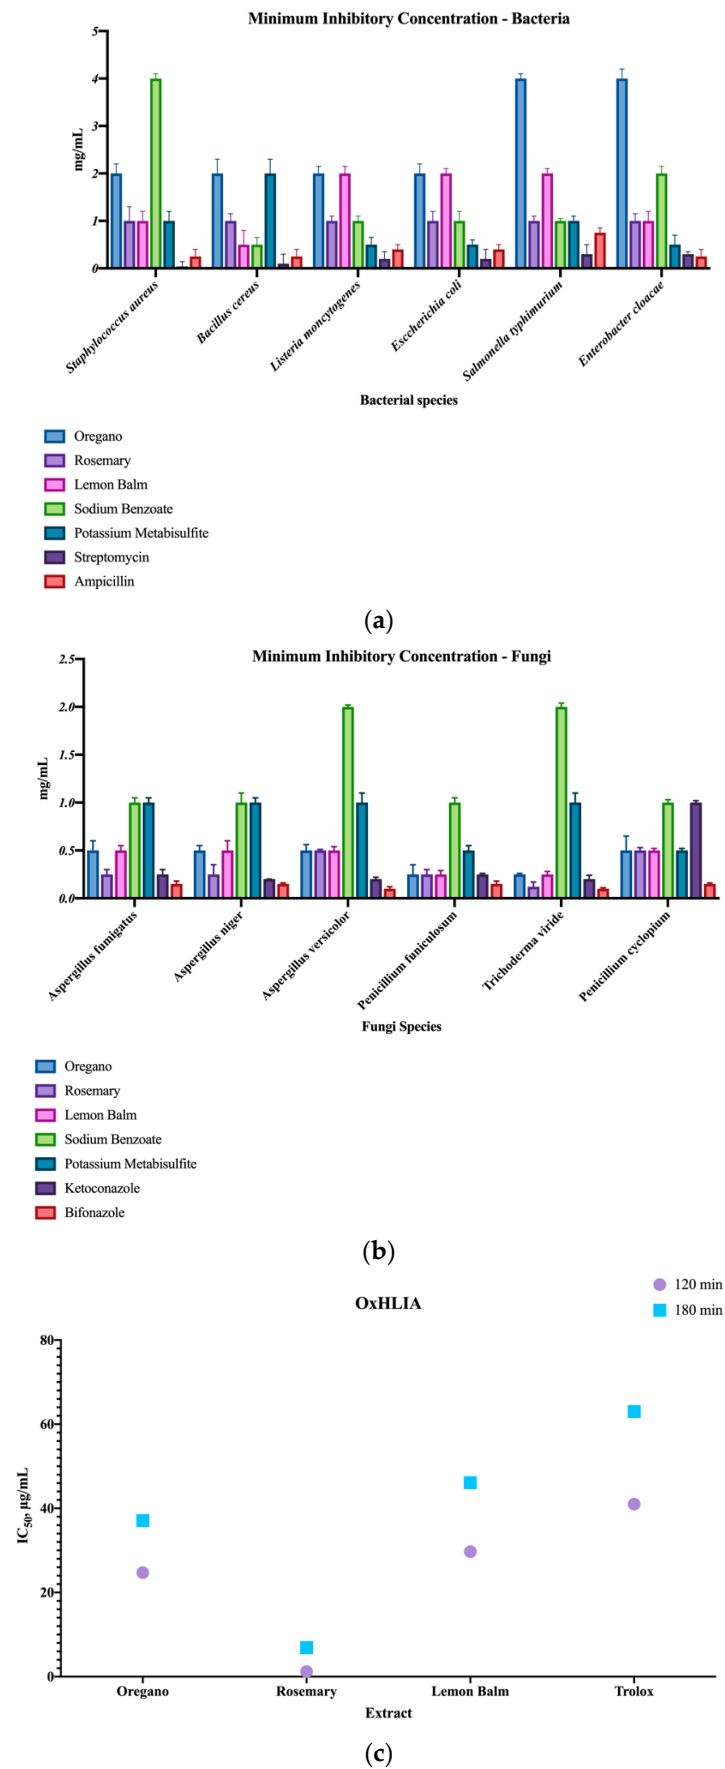 Minimum Inhibitory Concentration - Bacteria
5
4
3
2
1
0
mg/mL
Staphylococcus aureus
Bacillus cereus
Listeria moncytogenes
Esccherichia coli
Salmonella typhimurium
Enterobacter cloacae
Bacterial species
Oregano
Rosemary
Lemon Balm
Sodium Benzoate
Potassium Metabisulfite
Streptomycin
Ampicillin
(a)
Minimum Inhibitory Concentration - Fungi
2.5
2.0
1.5
1.0
0.5
0.0
mg/mL
Aspergillus fumigatus
Aspergillus niger
Aspergillus versicolor
Penicillium funiculosum
Trichoderma viride
Penicillium cyclopium
Fungi Species
Oregano
Rosemary
Lemon Balm
Sodium Benzoate
Potassium Metabisulfite
Ketoconazole
Bifonazole
(b)
120 min
180 min
OxHLIA
80
60
40
20
0
IC50, µg/mL
Oregano
Rosemary
Lemon Balm
Trolox
Extract
(c)